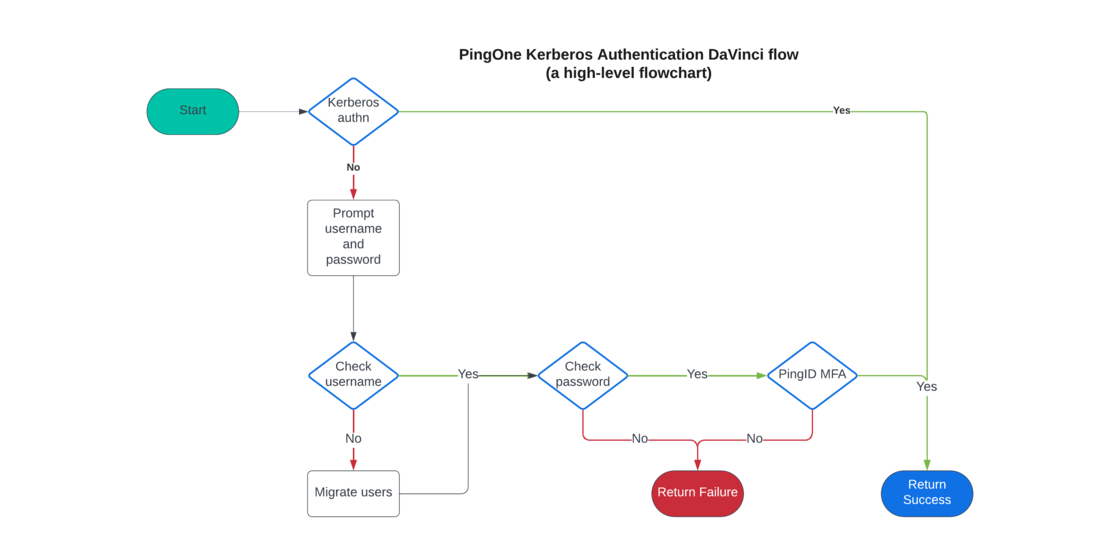 PingOne Kerberos Authentication DaVinci flow
(a high-level flowchart)
Start
Kerberos
authn
Yes
No
Prompt
username
and
password
Check
username
Yes
Check
password
Yes
PingID MFA
Yes
No
No
No
Migrate users
Return Failure
Return
Success